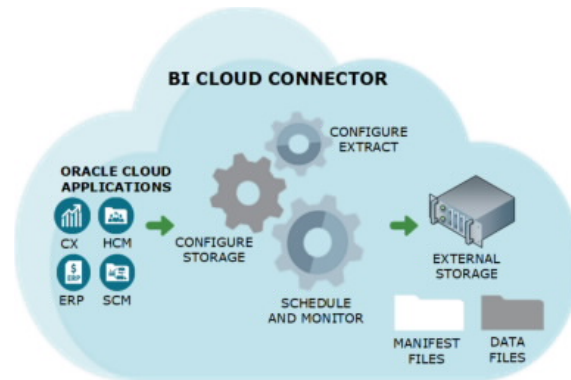 BI CLOUD CONNECTOR
CONFIGURE
EXTRACT
ORACLE CLOUD
APPLICATIONS
CX
HCM
$
ERP
ERP
SCM
CONFIGURE
STORAGE
SCHEDULE
AND MONITOR
EXTERNAL
STORAGE
MANIFEST
FILES
DATA
FILES